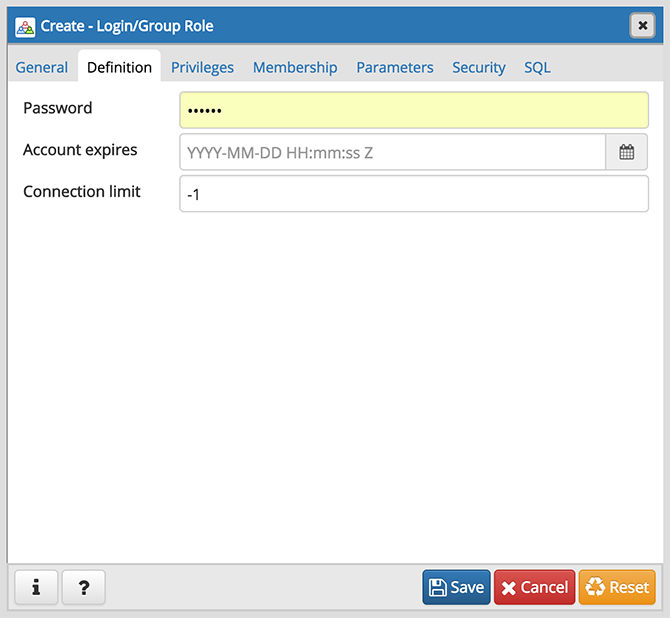 Create - Login/Group Role
General Definition Privileges Membership Parameters Security SQL
Password ••••••
Account expires YYYY-MM-DD HH:mm:ss Z
Connection limit -1
i ? Save Cancel Reset